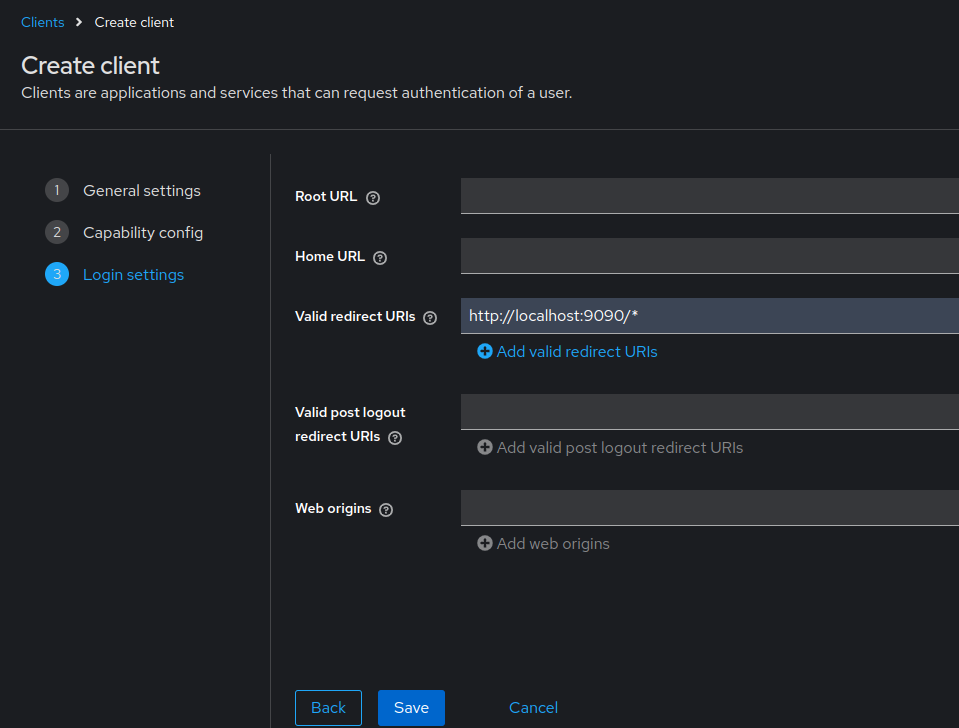 Clients > Create client
Create client
Clients are applications and services that can request authentication of a user.
1 General settings
2 Capability config
3 Login settings
Root URL ?
Home URL ?
Valid redirect URIs ? http://localhost:9090/*
+ Add valid redirect URIs
Valid post logout
redirect URIs ?
+ Add valid post logout redirect URIs
Web origins ?
+ Add web origins
Back Save Cancel